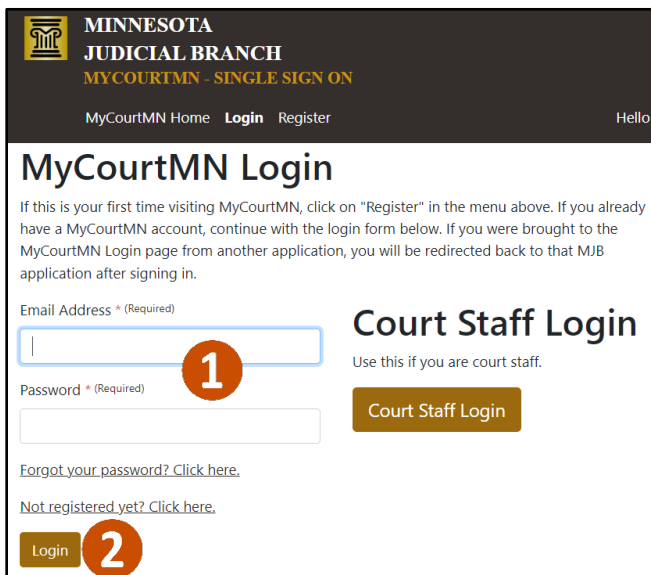 MINNESOTA
JUDICIAL BRANCH
MYCOURTMN - SINGLE SIGN ON
MyCourtMN Home Login Register Hello
MyCourtMN Login
If this is your first time visiting MyCourtMN, click on "Register" in the menu above. If you already
have a MyCourtMN account, continue with the login form below. If you were brought to the
MyCourtMN Login page from another application, you will be redirected back to that MJB
application after signing in.
Email Address * (Required)
1
Password * (Required)
Forgot your password? Click here.
Not registered yet? Click here.
Login 2
Court Staff Login
Use this if you are court staff.
Court Staff Login